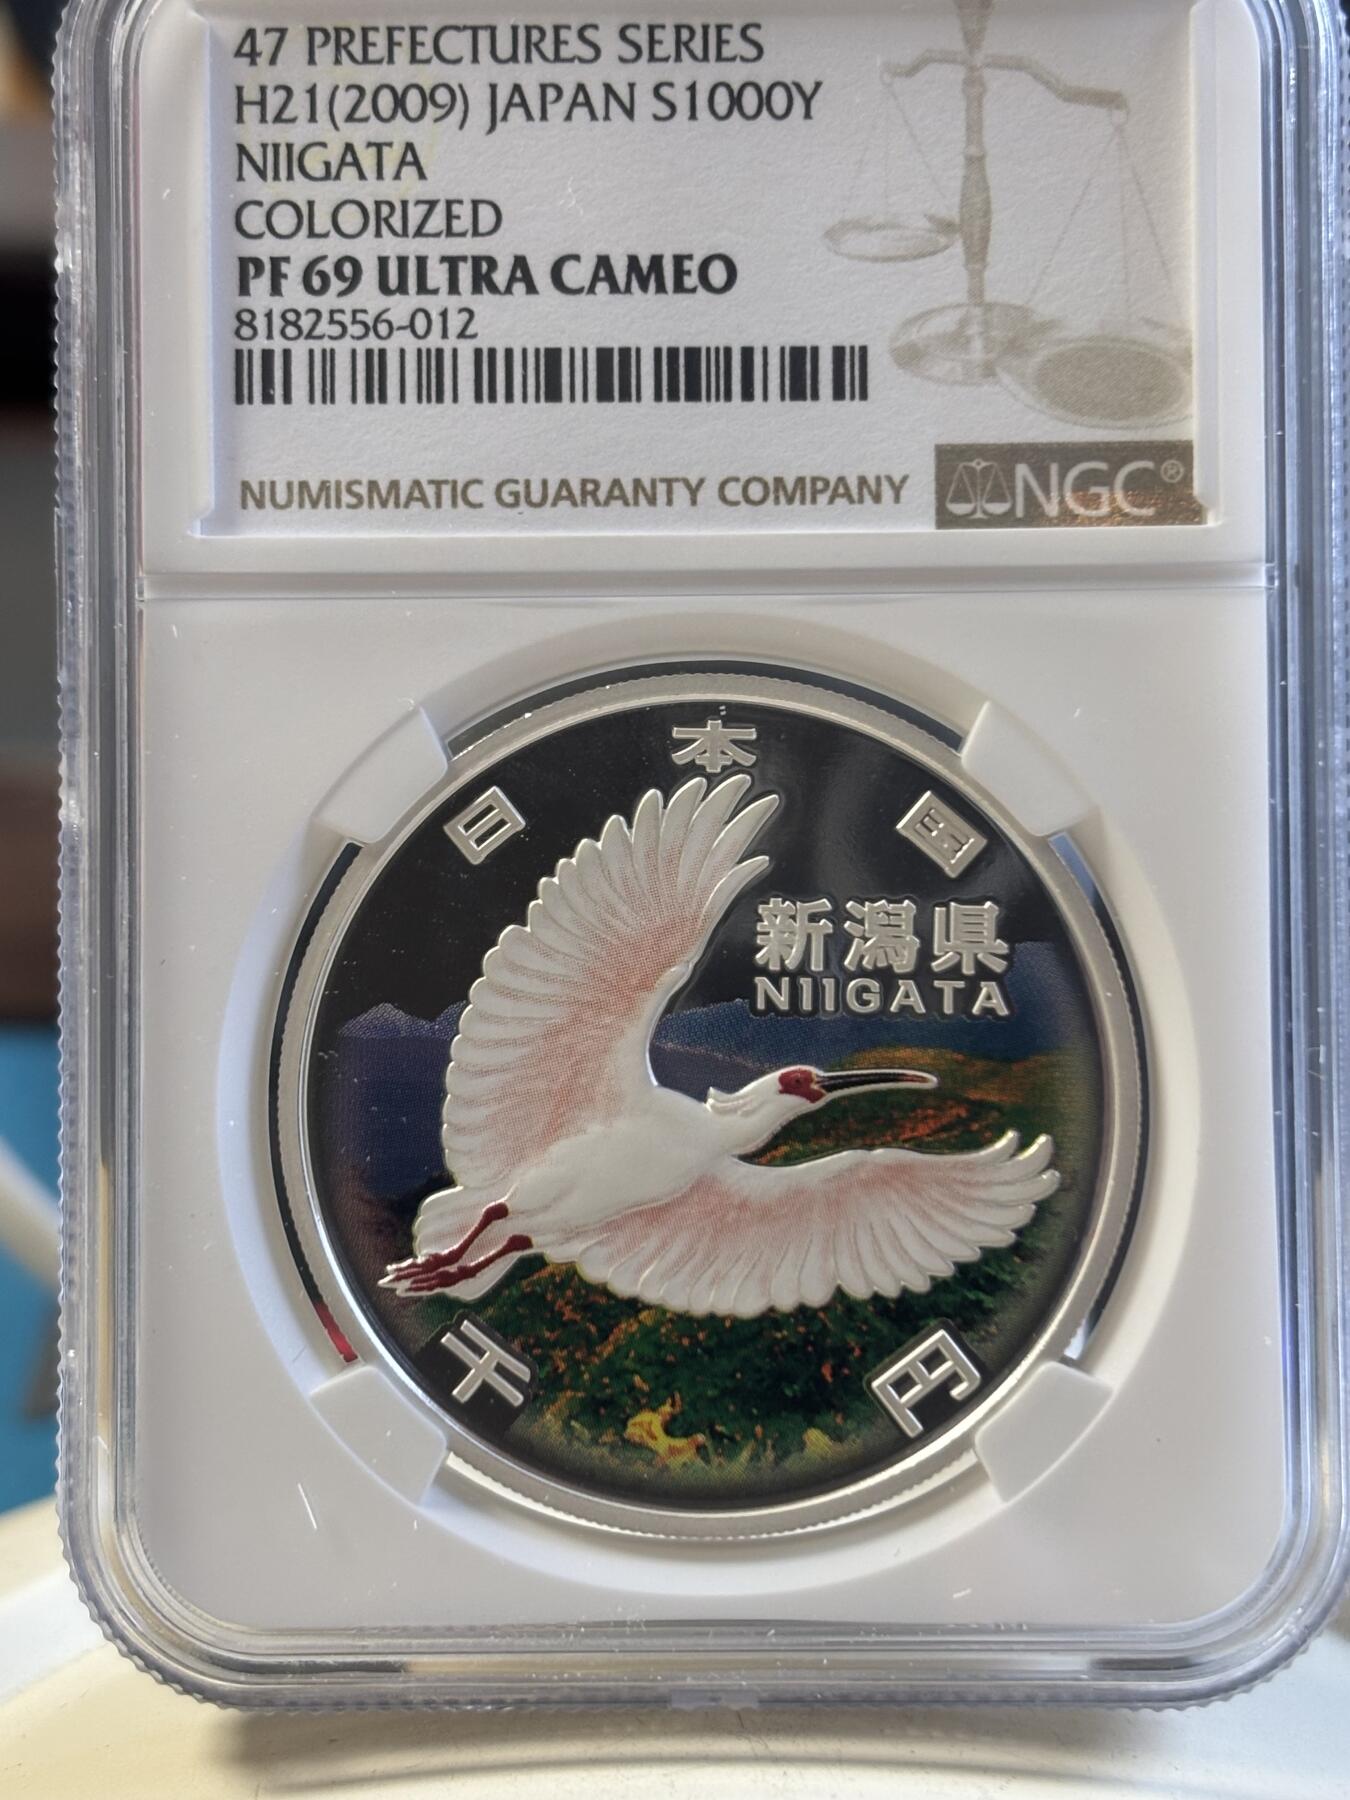 47 PREFECTURES SERIES
H21(2009) JAPAN S1000Y
NIIGATA
COLORIZED
PF 69 ULTRA CAMEO
8182556-012
NUMISMATIC GUARANTY COMPANY
NGC®
日本国
新潟県
NIIGATA
千円